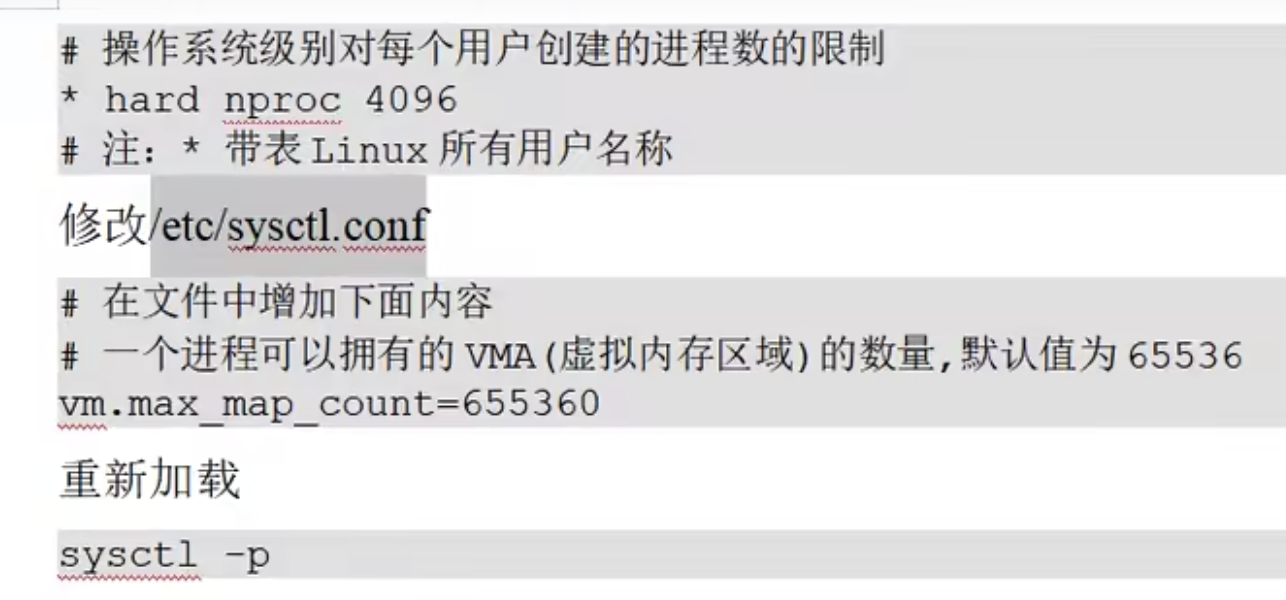 # 操作系统级别对每个用户创建的进程数的限制
* hard nproc 4096
# 注：* 带表 Linux 所有用户名称
修改/etc/sysctl.conf
# 在文件中增加下面内容
# 一个进程可以拥有的 VMA(虚拟内存区域)的数量,默认值为 65536
vm.max_map_count=655360
重新加载
sysctl -p